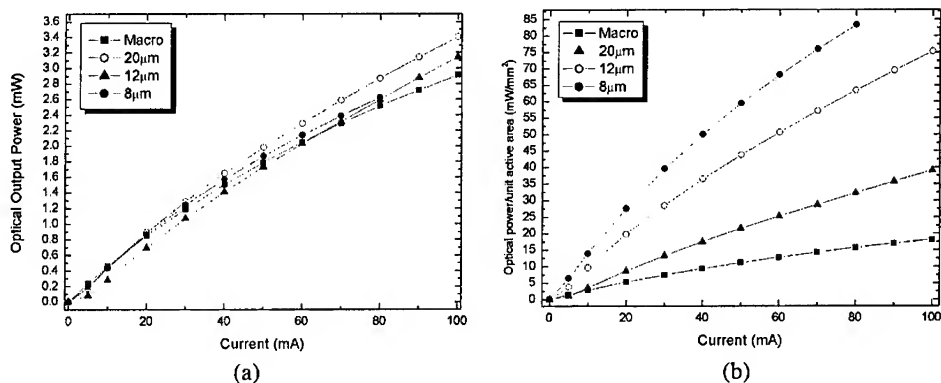 Optical Output Power (mW)
3.6
3.4
3.2
3.0
2.8
2.6
2.4
2.2
2.0
1.8
1.6
1.4
1.2
1.0
0.8
0.6
0.4
0.2
0.0
Macro
20μm
12μm
8μm
0 20 40 60 80 100
Current (mA)
(a)
Optical power/unit active area (mW/mm²)
85
80
75
70
65
60
55
50
45
40
35
30
25
20
15
10
5
0
Macro
20μm
12μm
8μm
0 20 40 60 80 100
Current (mA)
(b)